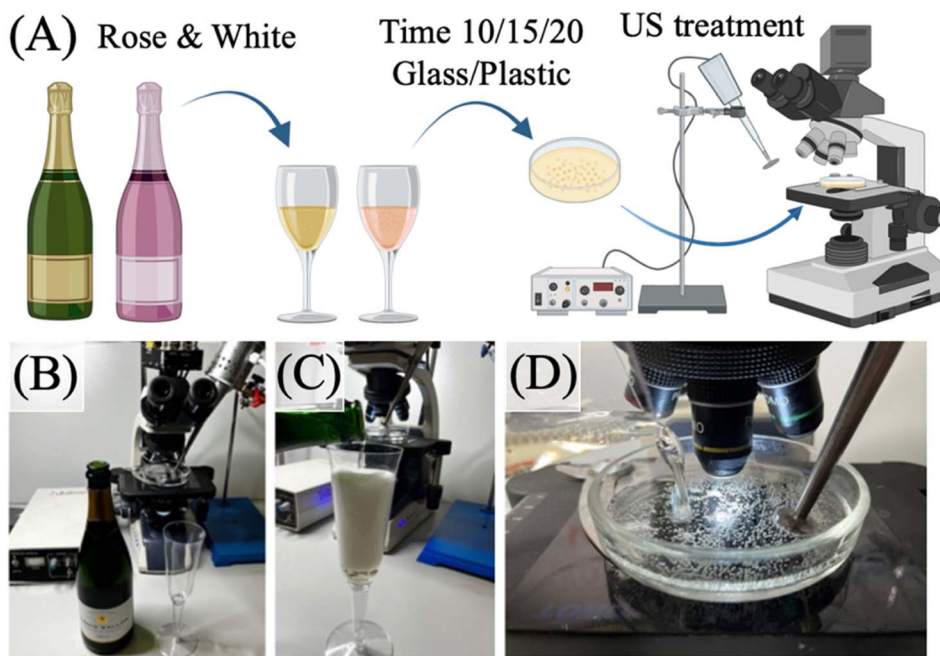 (A)
Rose & White
Time 10/15/20
Glass/Plastic
US treatment
(B)
(C)
(D)